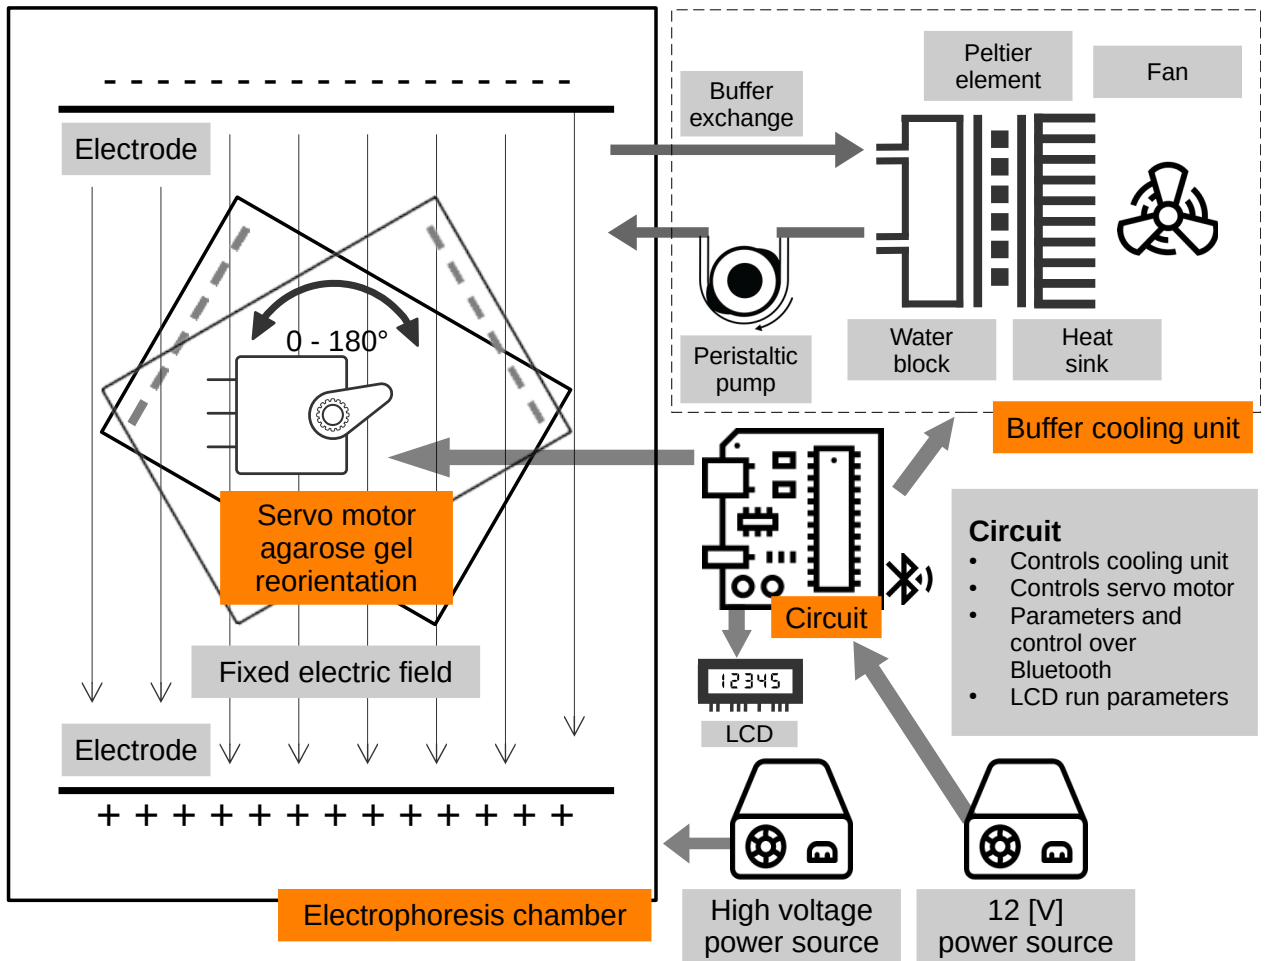 - - - - - - - - - - - - - -
Electrode
0 - 180°
Servo motor
agarose gel
reorientation
Fixed electric field
Electrode
+ + + + + + + + + + + + +
Electrophoresis chamber
Buffer
exchange
Peltier
element
Fan
Peristaltic
pump
Water
block
Heat
sink
Buffer cooling unit
Circuit
12345
LCD
Circuit
• Controls cooling unit
• Controls servo motor
• Parameters and
control over
Bluetooth
• LCD run parameters
High voltage
power source
12 [V]
power source